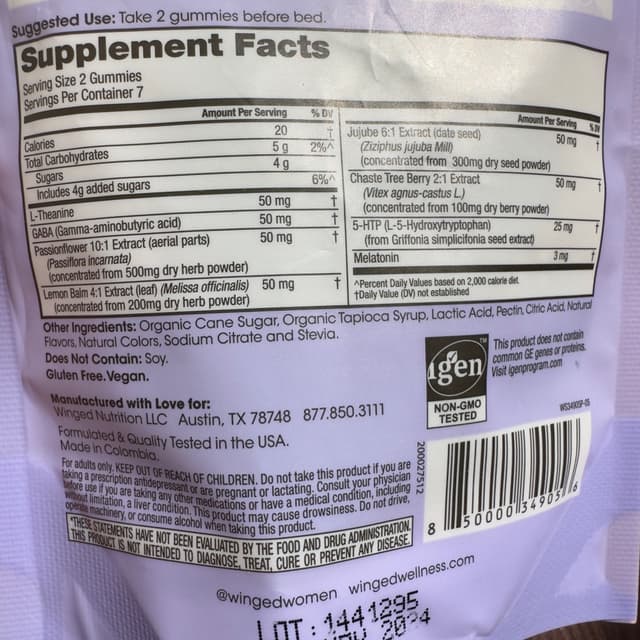 Suggested Use: Take 2 gummies before bed.
Supplement Facts
Serving Size 2 Gummies
Servings Per Container 7
Amount Per Serving % DV
Calories 20 †
Total Carbohydrates 5 g 2%^
Sugars 4 g
Includes 4g added sugars 6%^
L-Theanine 50 mg †
GABA (Gamma-aminobutyric acid) 50 mg †
Passionflower 10:1 Extract (aerial parts) 50 mg †
(Passiflora incarnata)
(concentrated from 500mg dry herb powder)
Lemon Balm 4:1 Extract (leaf) (Melissa officinalis) 50 mg †
(concentrated from 200mg dry herb powder)
Amount Per Serving % DV
Jujube 6:1 Extract (date seed) 50 mg †
(Ziziphus jujuba Mill)
(concentrated from 300mg dry seed powder)
Chaste Tree Berry 2:1 Extract 50 mg †
(Vitex agnus-castus L.)
(concentrated from 100mg dry berry powder)
5-HTP (L-5-Hydroxytryptophan) 25 mg †
(from Griffonia simplicifonia seed extract)
Melatonin 3 mg †
^Percent Daily Values based on 2,000 calorie diet.
†Daily Value (DV) not established
Other Ingredients: Organic Cane Sugar, Organic Tapioca Syrup, Lactic Acid, Pectin, Citric Acid, Natural
Flavors, Natural Colors, Sodium Citrate and Stevia.
Does Not Contain: Soy.
Gluten Free. Vegan.
Manufactured with Love for:
Winged Nutrition LLC Austin, TX 78748 877.850.3111
Formulated & Quality Tested in the USA.
Made in Colombia.
For adults only. KEEP OUT OF REACH OF CHILDREN. Do not take this product if you are
taking a prescription antidepressant or are pregnant or lactating. Consult your physician
before use if you are taking any other medications or have a medical condition, including
without limitation, a liver condition. This product may cause drowsiness. Do not drive,
operate machinery, or consume alcohol when taking this product.
*THESE STATEMENTS HAVE NOT BEEN EVALUATED BY THE FOOD AND DRUG ADMINISTRATION.
THIS PRODUCT IS NOT INTENDED TO DIAGNOSE, TREAT, CURE OR PREVENT ANY DISEASE.
igen TM
NON-GMO
TESTED
This product does not contain
common GE genes or proteins.
Visit igenprogram.com
WS34905P-05
200027512
8 50000 34905 6
@wingedwomen wingedwellness.com
LOT: 1441295
2024